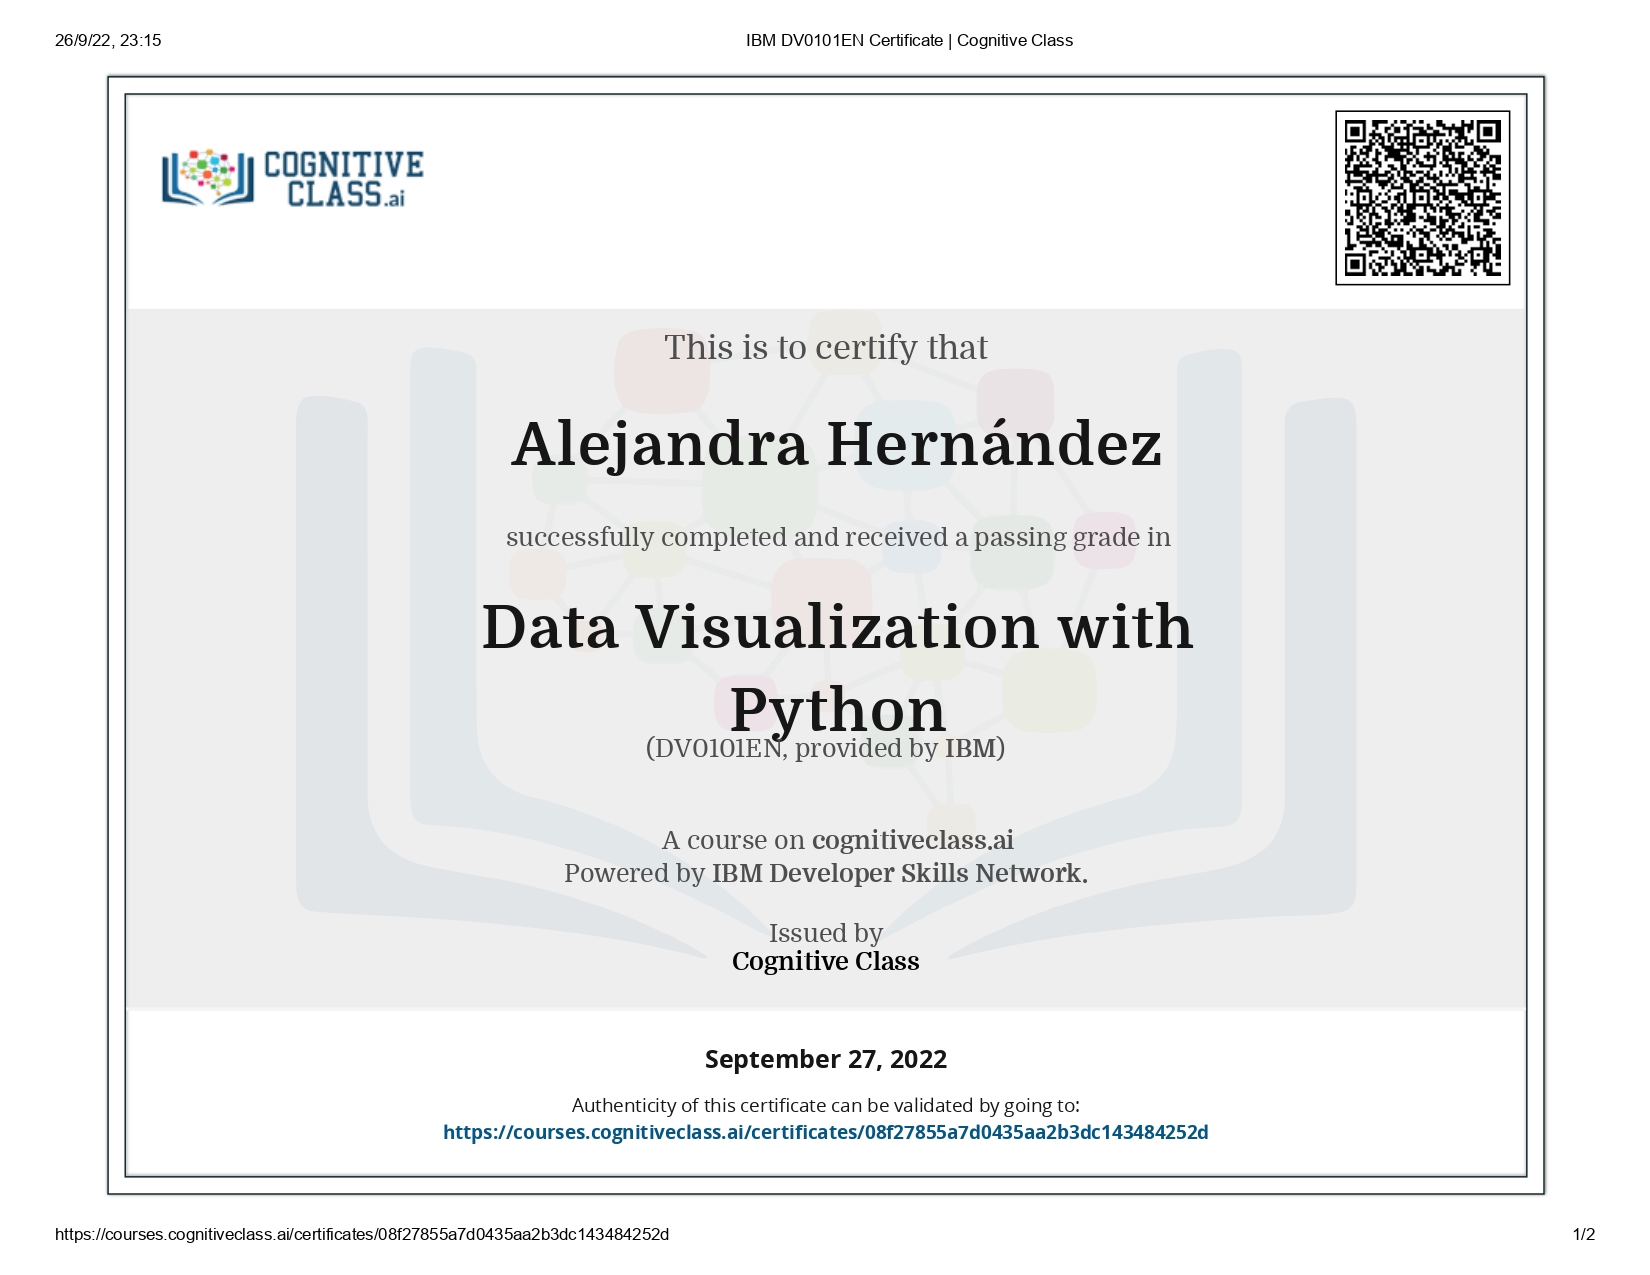 26/9/22, 23:15
IBM DV0101EN Certificate | Cognitive Class
COGNITIVE
CLASS.ai
This is to certify that
Alejandra Hernández
successfully completed and received a passing grade in
Data Visualization with
Python
(DV0101EN, provided by IBM)
A course on cognitiveclass.ai
Powered by IBM Developer Skills Network.
Issued by
Cognitive Class
September 27, 2022
Authenticity of this certificate can be validated by going to:
https://courses.cognitiveclass.ai/certificates/08f27855a7d0435aa2b3dc143484252d
https://courses.cognitiveclass.ai/certificates/08f27855a7d0435aa2b3dc143484252d
1/2